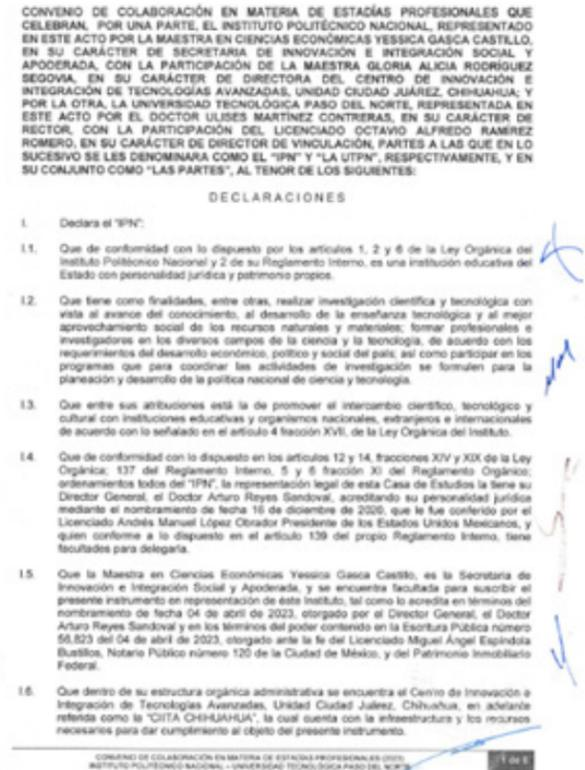 CONVENIO DE COLABORACIÓN EN MATERIA DE ESTADÍAS PROFESIONALES QUE
CELEBRAN, POR UNA PARTE, EL INSTITUTO POLITÉCNICO NACIONAL, REPRESENTADO
EN ESTE ACTO POR LA MAESTRA EN CIENCIAS ECONÓMICAS YESSICA GASCA CASTILLO,
EN SU CARÁCTER DE SECRETARIA DE INNOVACIÓN E INTEGRACIÓN SOCIAL Y
APODERADA, CON LA PARTICIPACIÓN DE LA MAESTRA GLORIA ALICIA RODRÍGUEZ
SEGOVIA, EN SU CARÁCTER DE DIRECTORA DEL CENTRO DE INNOVACIÓN E
INTEGRACIÓN DE TECNOLOGÍAS AVANZADAS, UNIDAD CIUDAD JUÁREZ, CHIHUAHUA; Y
POR LA OTRA, LA UNIVERSIDAD TECNOLÓGICA PASO DEL NORTE, REPRESENTADA EN
ESTE ACTO POR EL DOCTOR ULISES MARTÍNEZ CONTRERAS, EN SU CARÁCTER DE
RECTOR, CON LA PARTICIPACIÓN DEL LICENCIADO OCTAVIO ALFREDO RAMÍREZ
ROMERO, EN SU CARÁCTER DE DIRECTOR DE VINCULACIÓN, PARTES A LAS QUE EN LO
SUCESIVO SE LES DENOMINARA COMO EL "IPN" Y "LA UTPN", RESPECTIVAMENTE, Y EN
SU CONJUNTO COMO "LAS PARTES", AL TENOR DE LOS SIGUIENTES:
DECLARACIONES
I. Declara el "IPN":
I.1. Que de conformidad con lo dispuesto por los artículos 1, 2 y 6 de la Ley Orgánica del
Instituto Politécnico Nacional y 2 de su Reglamento Interno, es una institución educativa del
Estado con personalidad jurídica y patrimonio propios.
I.2. Que tiene como finalidades, entre otras, realizar investigación científica y tecnológica con
vista al avance del conocimiento, al desarrollo de la enseñanza tecnológica y al mejor
aprovechamiento social de los recursos naturales y materiales; formar profesionales e
investigadores en los diversos campos de la ciencia y la tecnología, de acuerdo con los
requerimientos del desarrollo económico, político y social del país; así como participar en los
programas que para coordinar las actividades de investigación se formulen para la
planeación y desarrollo de la política nacional de ciencia y tecnología.
I.3. Que entre sus atribuciones está la de promover el intercambio científico, tecnológico y
cultural con instituciones educativas y organismos nacionales, extranjeros e internacionales
de acuerdo con lo señalado en el artículo 4 fracción XVII, de la Ley Orgánica del Instituto.
I.4. Que de conformidad con lo dispuesto en los artículos 12 y 14, fracciones XIV y XIX de la Ley
Orgánica; 137 del Reglamento Interno, 5 y 6 fracción XI del Reglamento Orgánico;
ordenamientos todos del "IPN", la representación legal de esta Casa de Estudios la tiene su
Director General, el Doctor Arturo Reyes Sandoval, acreditando su personalidad jurídica
mediante el nombramiento de fecha 16 de diciembre de 2020, que le fue conferido por el
Licenciado Andrés Manuel López Obrador Presidente de los Estados Unidos Mexicanos, y
quien conforme a lo dispuesto en el artículo 139 del propio Reglamento Interno, tiene
facultades para delegarla.
I.5. Que la Maestra en Ciencias Económicas Yessica Gasca Castillo, es la Secretaria de
Innovación e Integración Social y Apoderada, y se encuentra facultada para suscribir el
presente instrumento en representación de éste Instituto, tal como lo acredita en términos del
nombramiento de fecha 04 de abril de 2023, otorgado por el Director General, el Doctor
Arturo Reyes Sandoval y en los términos del poder contenido en la Escritura Pública número
56,823 del 04 de abril de 2023, otorgado ante la fe del Licenciado Miguel Ángel Espíndola
Bustillos, Notario Público número 120 de la Ciudad de México, y del Patrimonio Inmobiliario
Federal.
I.6. Que dentro de su estructura orgánica administrativa se encuentra el Centro de Innovación e
Integración de Tecnologías Avanzadas, Unidad Ciudad Juárez, Chihuahua, en adelante
referida como la "CIITA CHIHUAHUA", la cual cuenta con la infraestructura y los recursos
necesarios para dar cumplimiento al objeto del presente instrumento.
CONVENIO DE COLABORACIÓN EN MATERIA DE ESTADÍAS PROFESIONALES (2023)
INSTITUTO POLITÉCNICO NACIONAL – UNIVERSIDAD TECNOLÓGICA PASO DEL NORTE
1 de